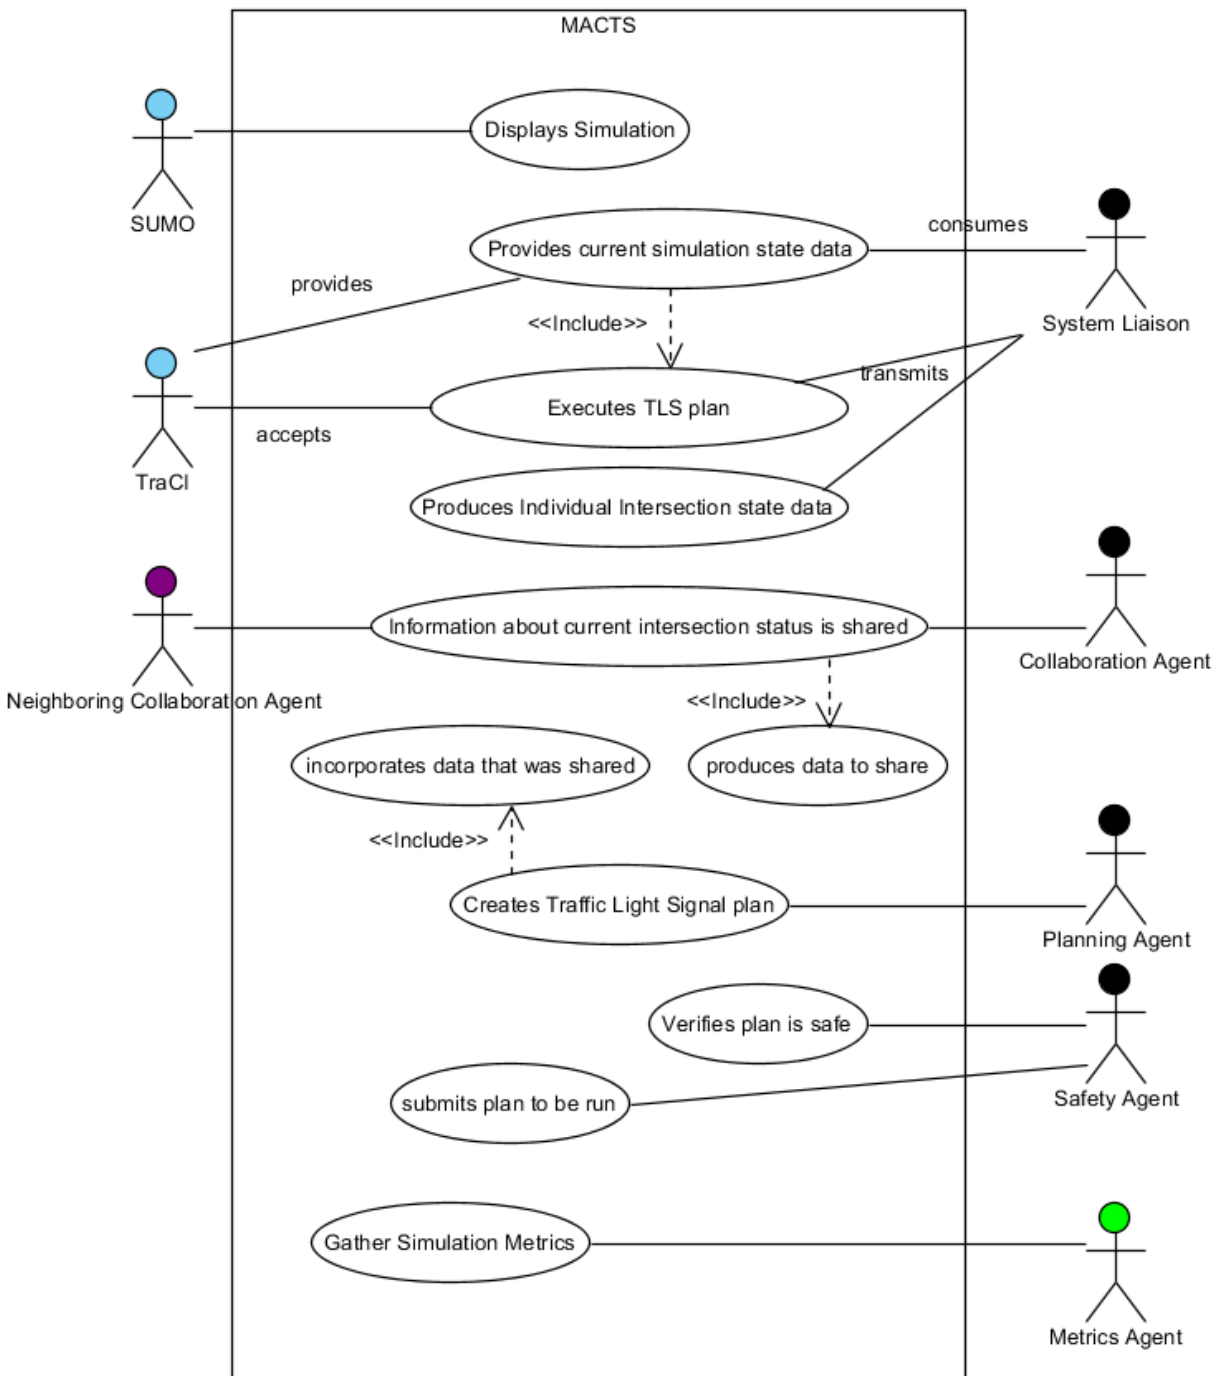 MACTS
Displays Simulation
SUMO
consumes
Provides current simulation state data
provides
<<Include>>
System Liaison
transmits
Executes TLS plan
accepts
TraCI
Produces Individual Intersection state data
Information about current intersection status is shared
Collaboration Agent
Neighboring Collaboration Agent
<<Include>>
incorporates data that was shared
produces data to share
<<Include>>
Creates Traffic Light Signal plan
Planning Agent
Verifies plan is safe
submits plan to be run
Safety Agent
Gather Simulation Metrics
Metrics Agent